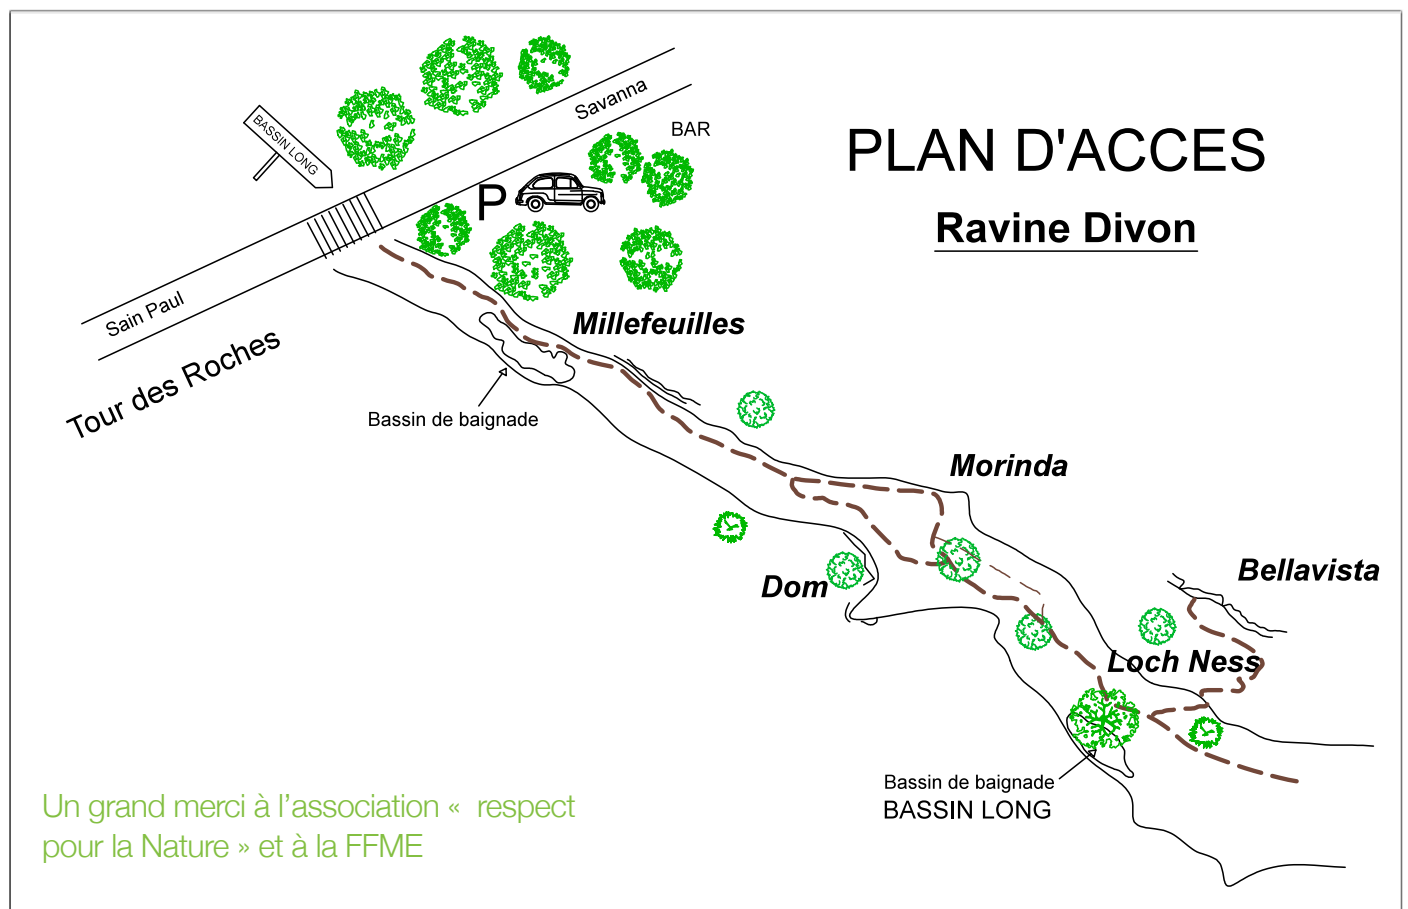 PLAN D'ACCES
Ravine Divon
BASSIN LONG
Savanna
BAR
P
Sain Paul
Tour des Roches
Millefeuilles
Bassin de baignade
Morinda
Dom
Bellavista
Loch Ness
Bassin de baignade
BASSIN LONG
Un grand merci à l’association «  respect
pour la Nature » et à la FFME